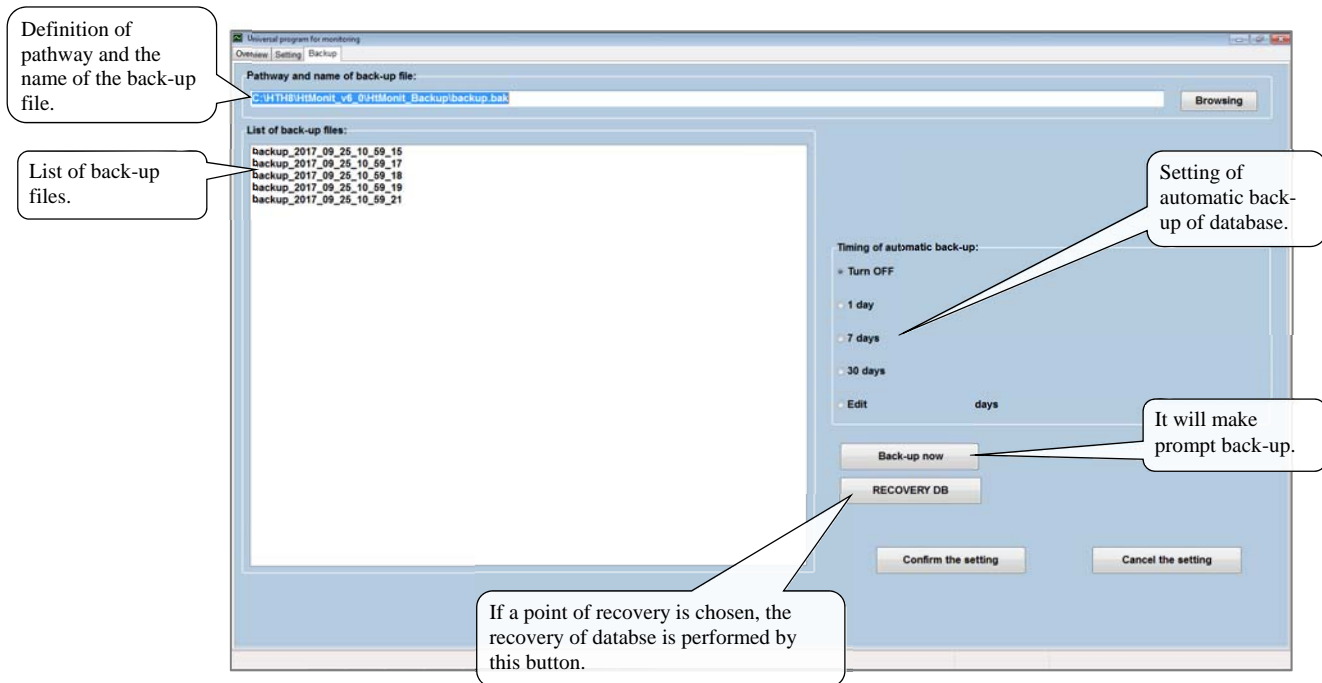 Definition of
pathway and the
name of the back-up
file.
Universal program for monitoring
Overview Setting Backup
Pathway and name of back-up file:
C:\HTH8\HtMonit_v6_0\HtMonit_Backup\backup.bak
Browsing
List of back-up files:
backup_2017_09_25_10_59_15
backup_2017_09_25_10_59_17
backup_2017_09_25_10_59_18
backup_2017_09_25_10_59_19
backup_2017_09_25_10_59_21
List of back-up
files.
Setting of
automatic back-
up of database.
Timing of automatic back-up:
Turn OFF
1 day
7 days
30 days
Edit days
It will make
prompt back-up.
Back-up now
RECOVERY DB
Confirm the setting Cancel the setting
If a point of recovery is chosen, the
recovery of databse is performed by
this button.